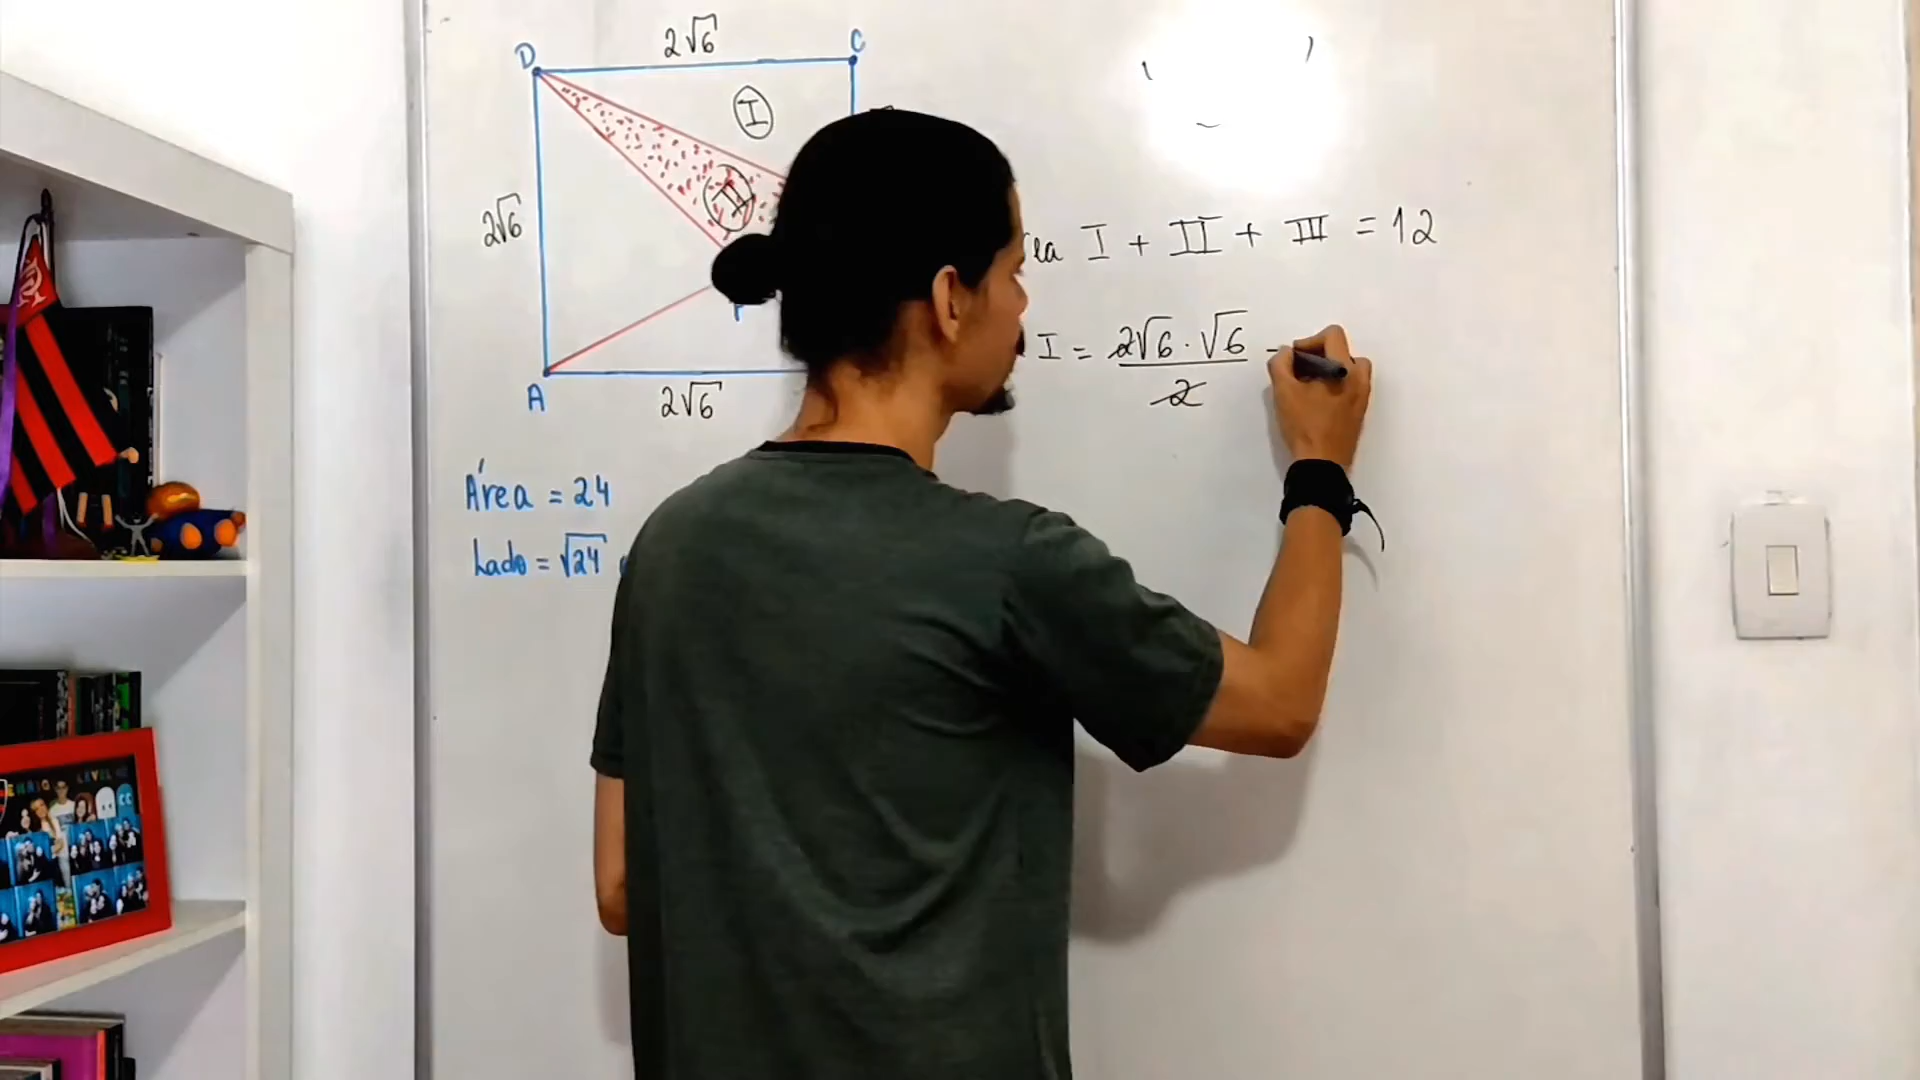 2√6
D C
I
II
2√6
A
2√6
I + II + III = 12
I = 2√6 · √6
2
Área = 24
Lado = √24